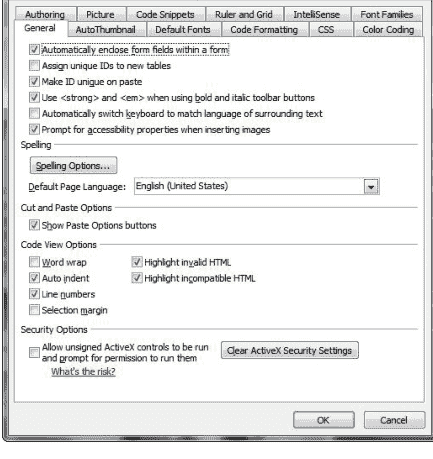 Authoring Picture Code Snippets Ruler and Grid IntelliSense Font Families
General AutoThumbnail Default Fonts Code Formatting CSS Color Coding
Automatically enclose form fields within a form
Assign unique IDs to new tables
Make ID unique on paste
Use <strong> and <em> when using bold and italic toolbar buttons
Automatically switch keyboard to match language of surrounding text
Prompt for accessibility properties when inserting images
Spelling
Spelling Options...
Default Page Language: English (United States)
Cut and Paste Options
Show Paste Options buttons
Code View Options
Word wrap Highlight invalid HTML
Auto indent Highlight incompatible HTML
Line numbers
Selection margin
Security Options
Allow unsigned ActiveX controls to be run Clear ActiveX Security Settings
and prompt for permission to run them
What's the risk?
OK Cancel